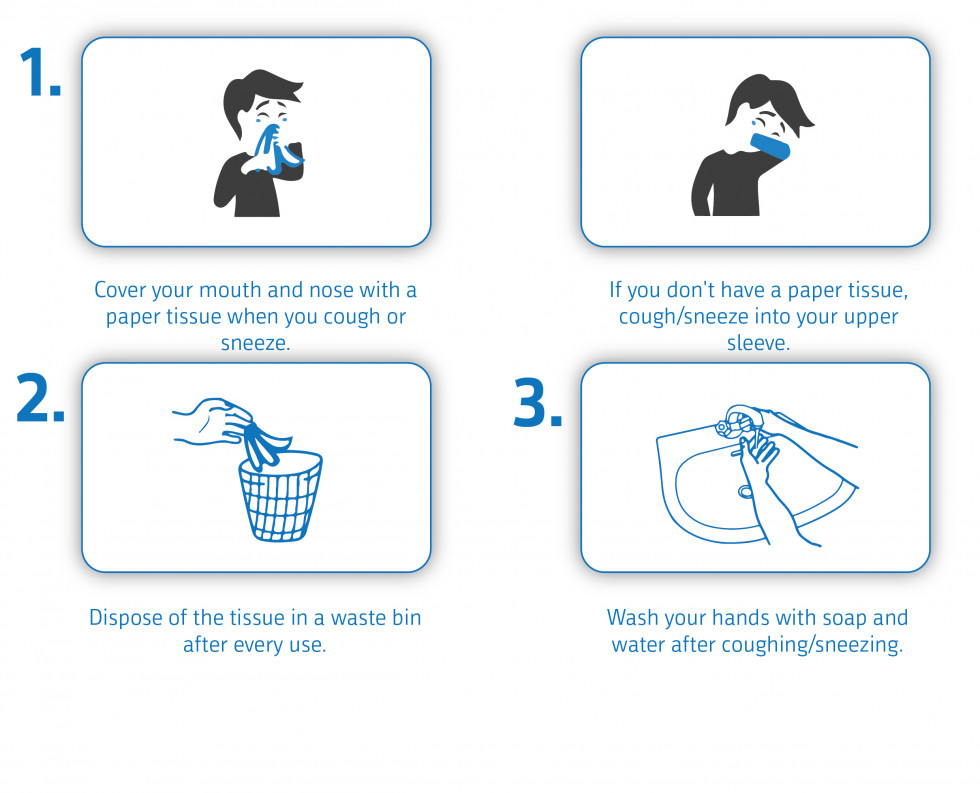 1.
Cover your mouth and nose with a
paper tissue when you cough or
sneeze.
If you don't have a paper tissue,
cough/sneeze into your upper
sleeve.
2.
Dispose of the tissue in a waste bin
after every use.
3.
Wash your hands with soap and
water after coughing/sneezing.